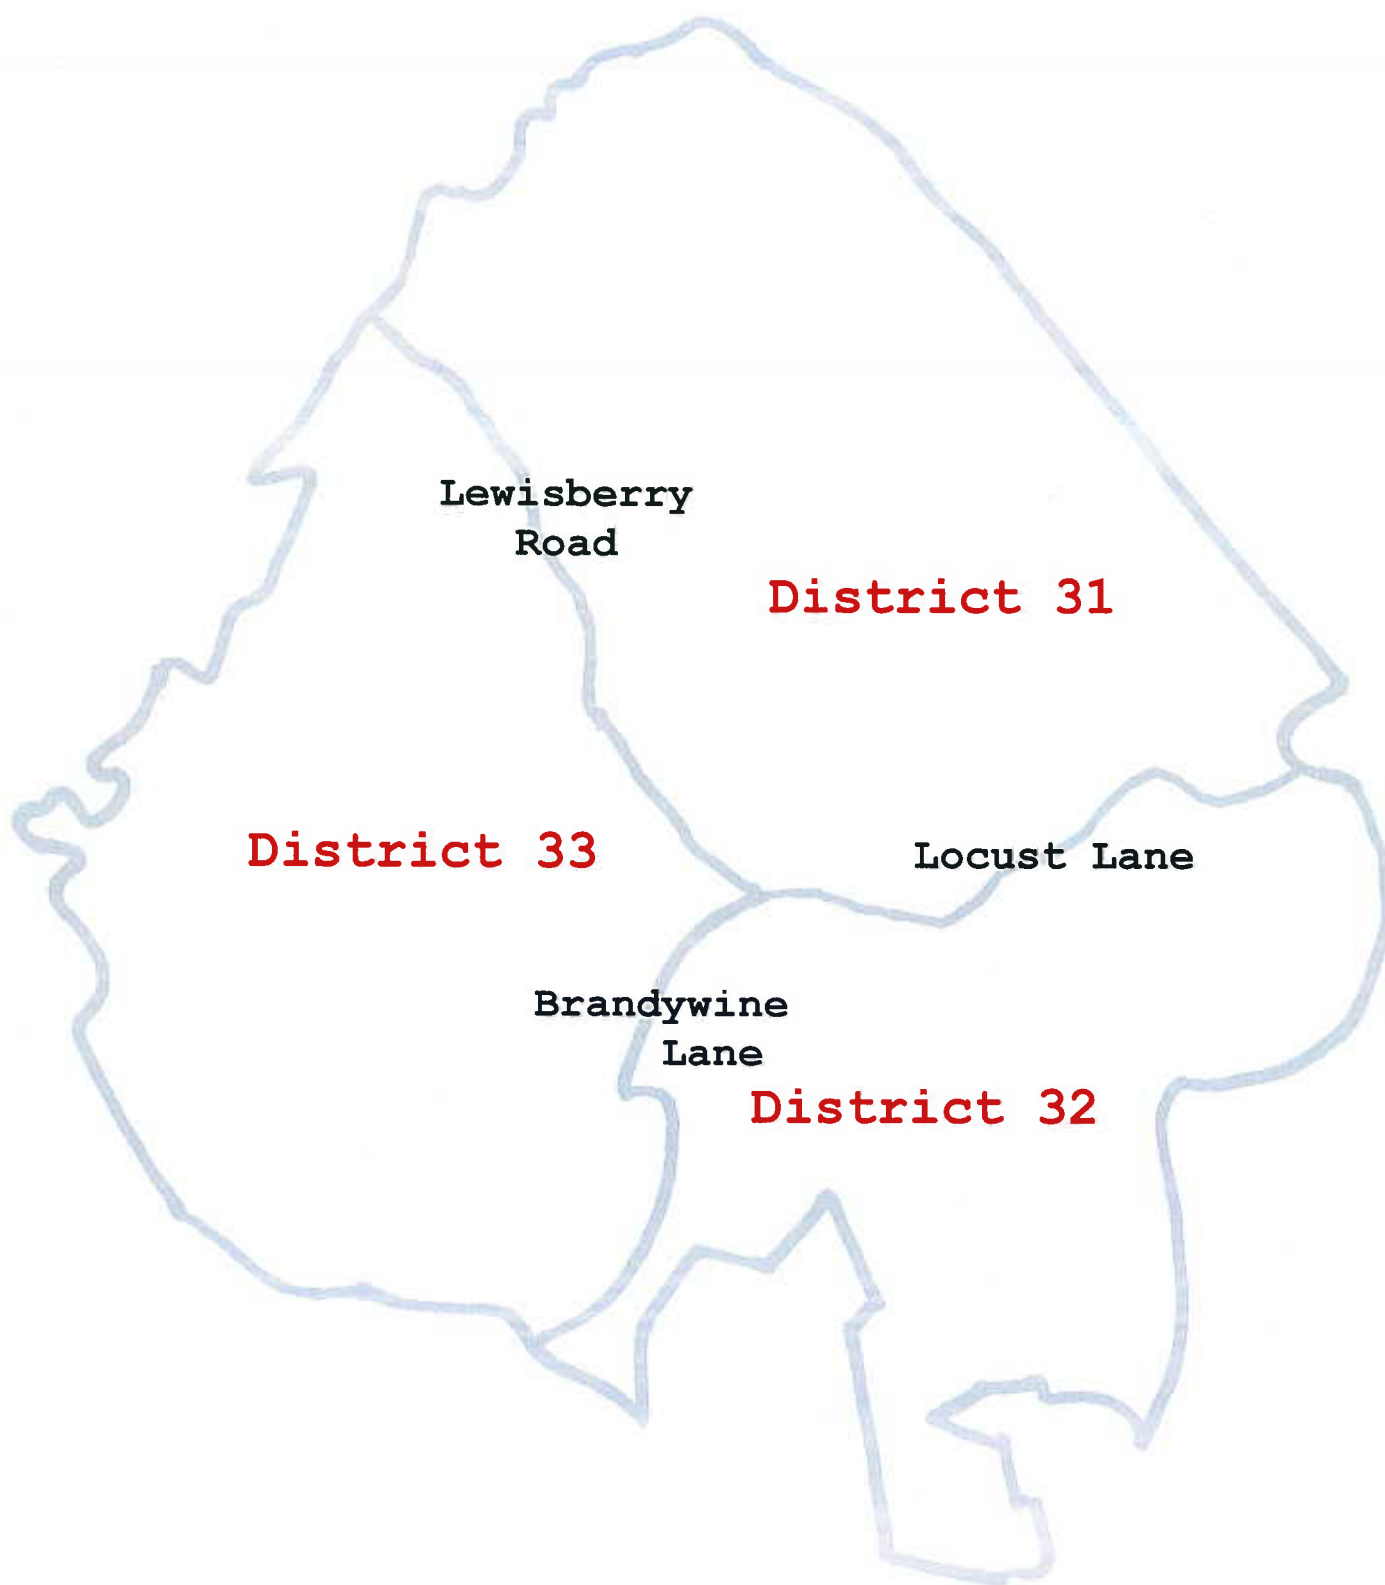 Lewisberry
Road
District 31
District 33
Locust Lane
Brandywine
Lane
District 32